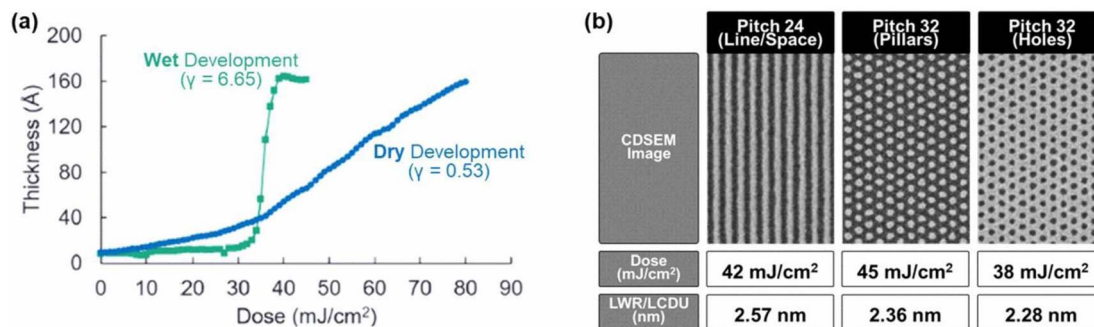 (a)
200
160
120
80
40
0
Thickness (Å)
Wet Development
(γ = 6.65)
Dry Development
(γ = 0.53)
0 10 20 30 40 50 60 70 80 90
Dose (mJ/cm²)
(b)
Pitch 24
(Line/Space)
Pitch 32
(Pillars)
Pitch 32
(Holes)
CDSEM
Image
Dose
(mJ/cm²)
42 mJ/cm²
45 mJ/cm²
38 mJ/cm²
LWR/LCDU
(nm)
2.57 nm
2.36 nm
2.28 nm